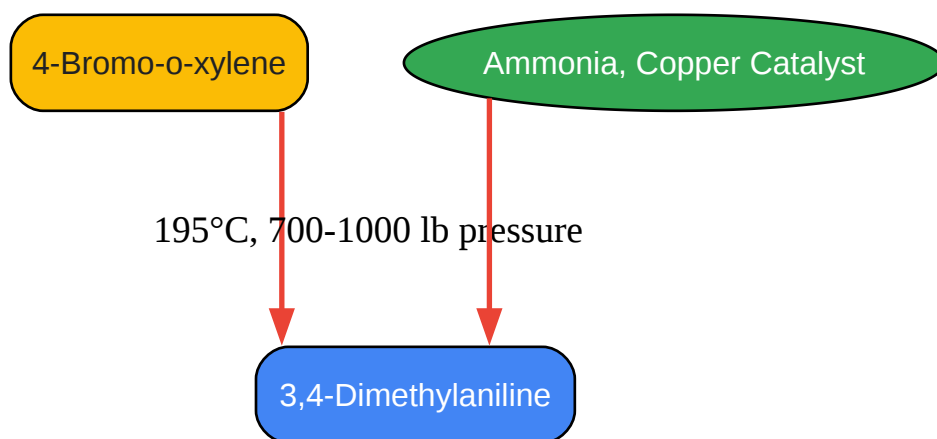 4-Bromo-o-xylene
Ammonia, Copper Catalyst
195°C, 700-1000 lb pressure
3,4-Dimethylaniline